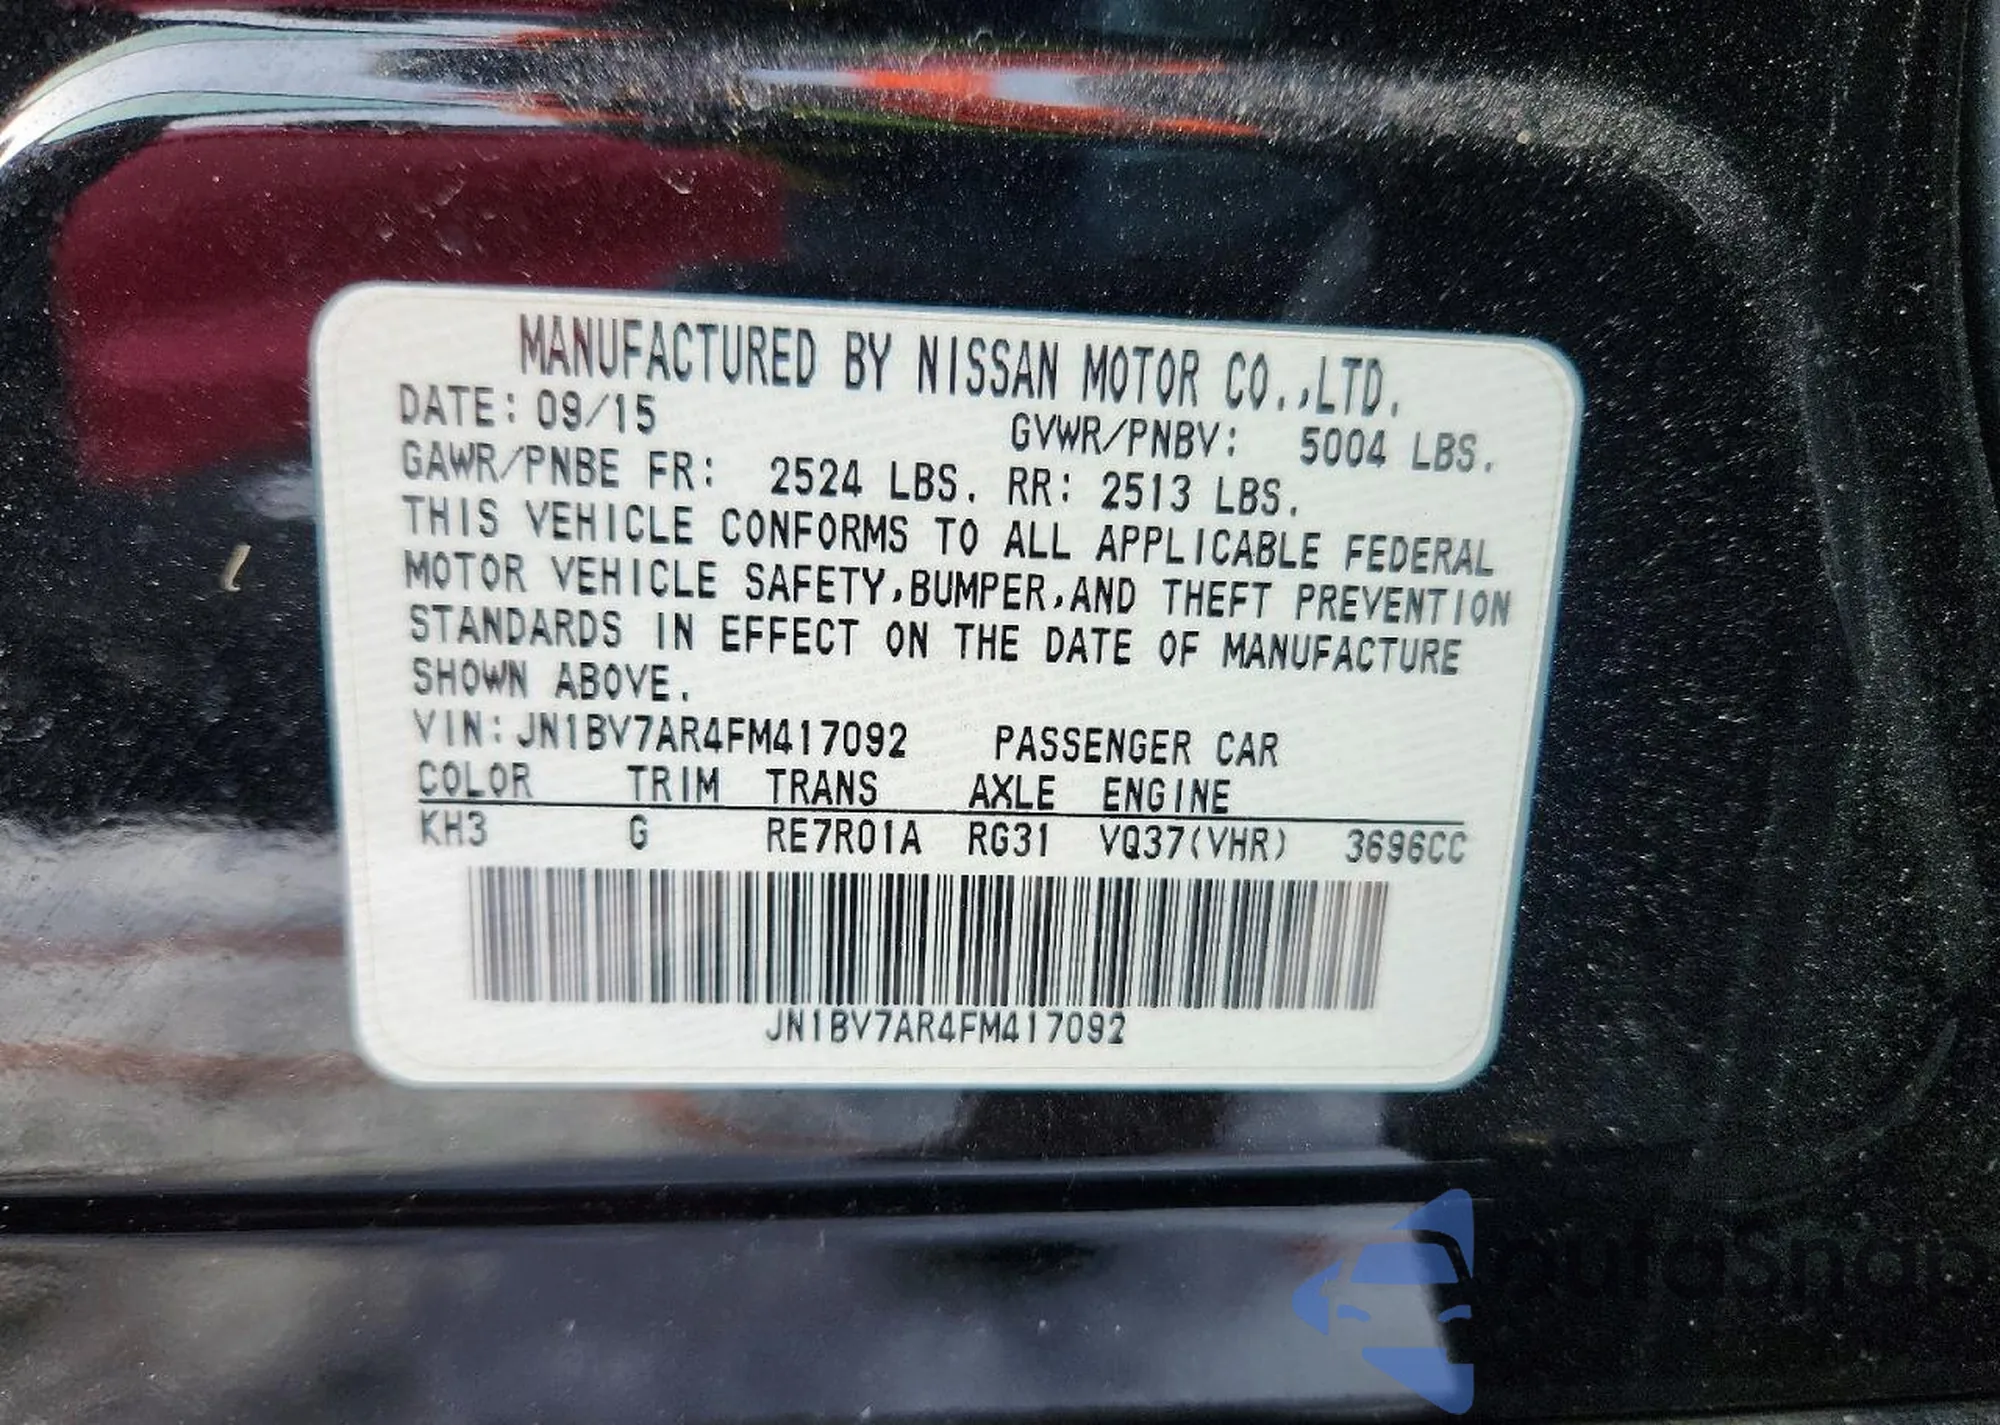 MANUFACTURED BY NISSAN MOTOR CO.,LTD.
DATE: 09/15 GVWR/PNBV: 5004 LBS.
GAWR/PNBE FR: 2524 LBS. RR: 2513 LBS.
THIS VEHICLE CONFORMS TO ALL APPLICABLE FEDERAL
MOTOR VEHICLE SAFETY,BUMPER,AND THEFT PREVENTION
STANDARDS IN EFFECT ON THE DATE OF MANUFACTURE
SHOWN ABOVE.
VIN:JN1BV7AR4FM417092 PASSENGER CAR
COLOR TRIM TRANS AXLE ENGINE
KH3 G RE7R01A RG31 VQ37(VHR) 3696CC
JN1BV7AR4FM417092